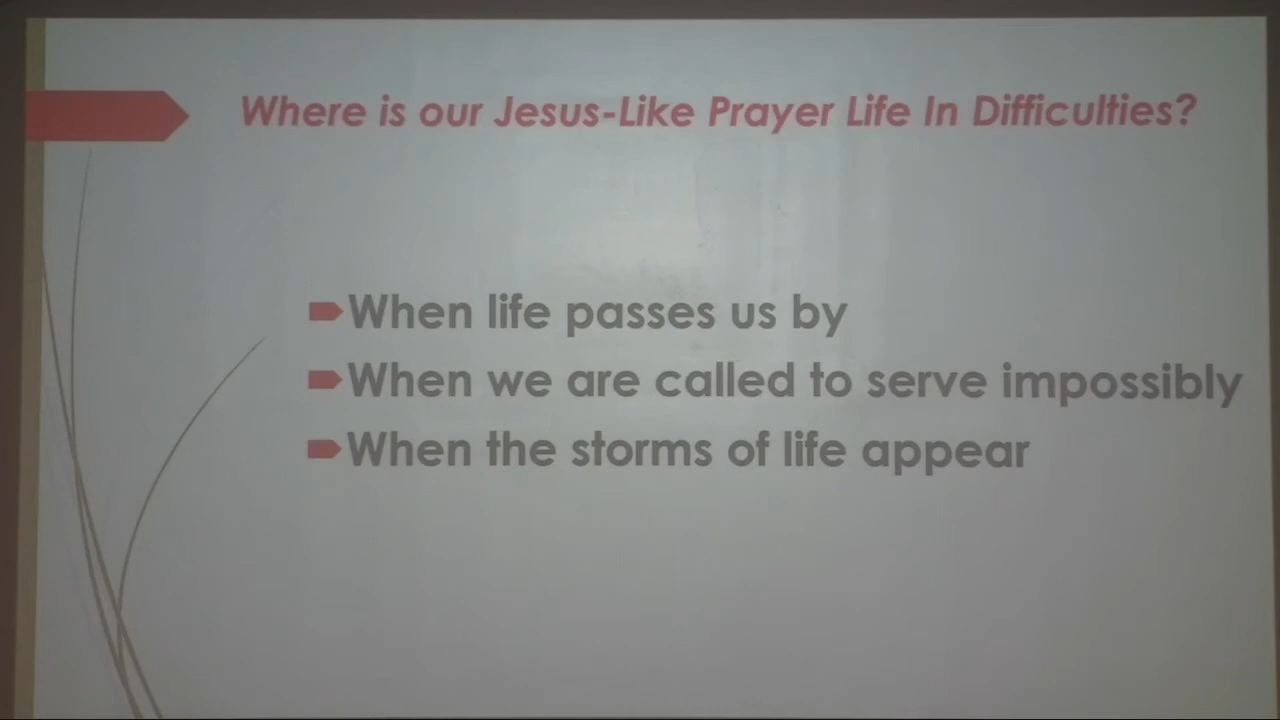 Where is our Jesus-Like Prayer Life In Difficulties?
When life passes us by
When we are called to serve impossibly
When the storms of life appear